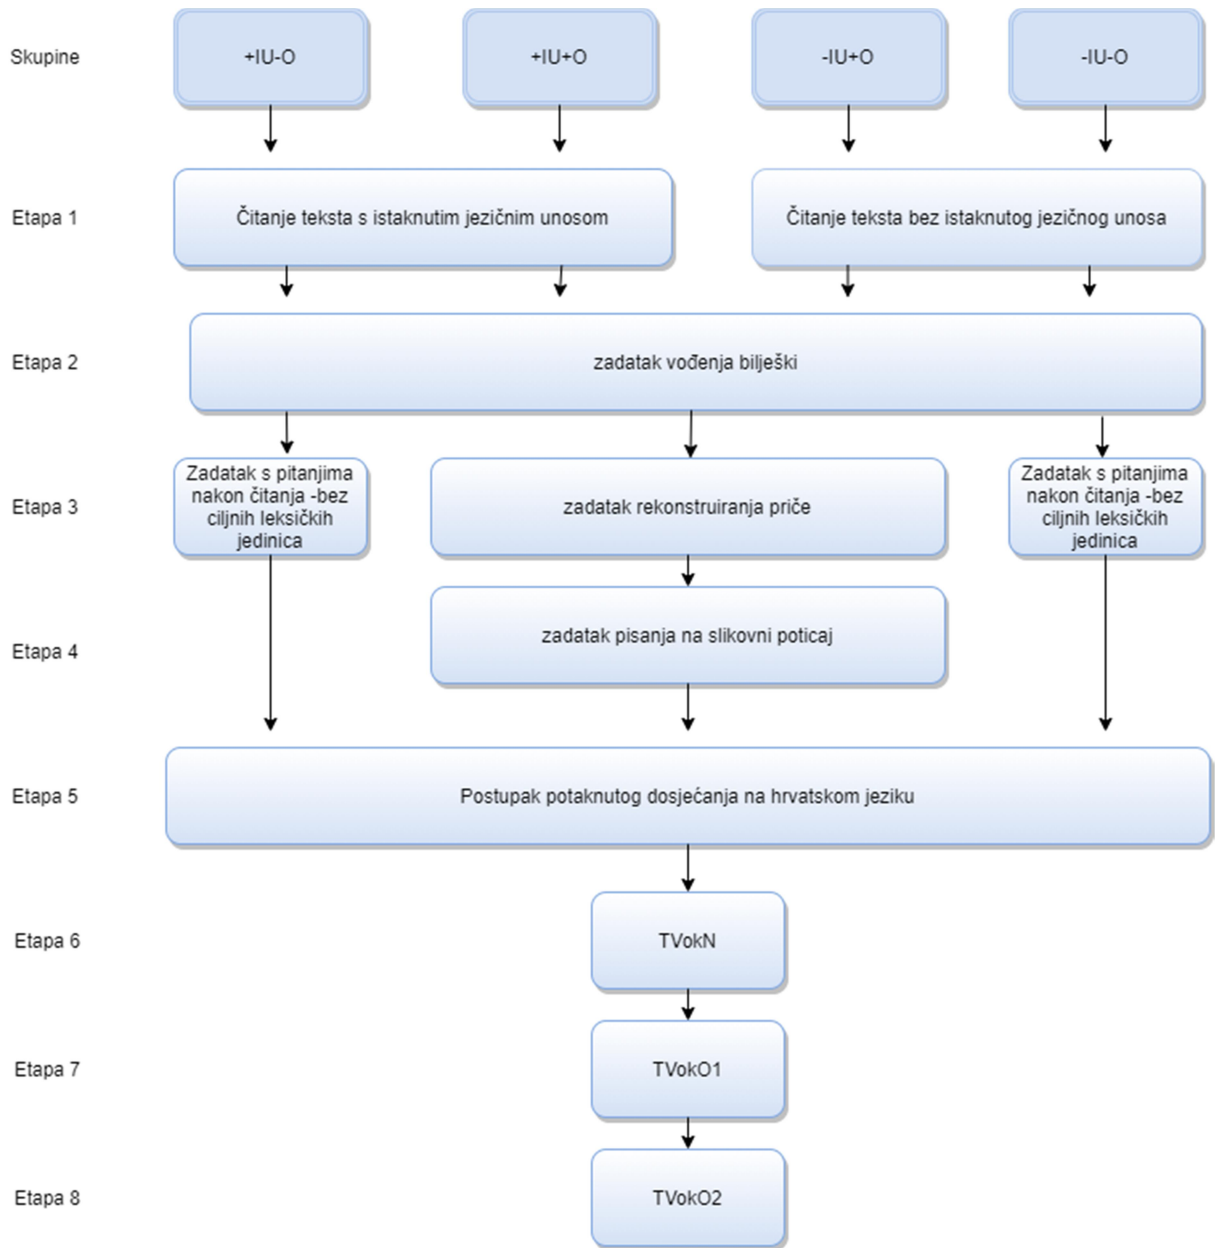 Skupine
+IU-O
+IU+O
-IU+O
-IU-O
Etapa 1
Čitanje teksta s istaknutim jezičnim unosom
Čitanje teksta bez istaknutog jezičnog unosa
Etapa 2
zadatak vođenja bilješki
Etapa 3
Zadatak s pitanjima
nakon čitanja -bez
ciljnih leksičkih
jedinica
zadatak rekonstruiranja priče
Zadatak s pitanjima
nakon čitanja -bez
ciljnih leksičkih
jedinica
Etapa 4
zadatak pisanja na slikovni poticaj
Etapa 5
Postupak potaknutog dosjećanja na hrvatskom jeziku
Etapa 6
TVokN
Etapa 7
TVokO1
Etapa 8
TVokO2